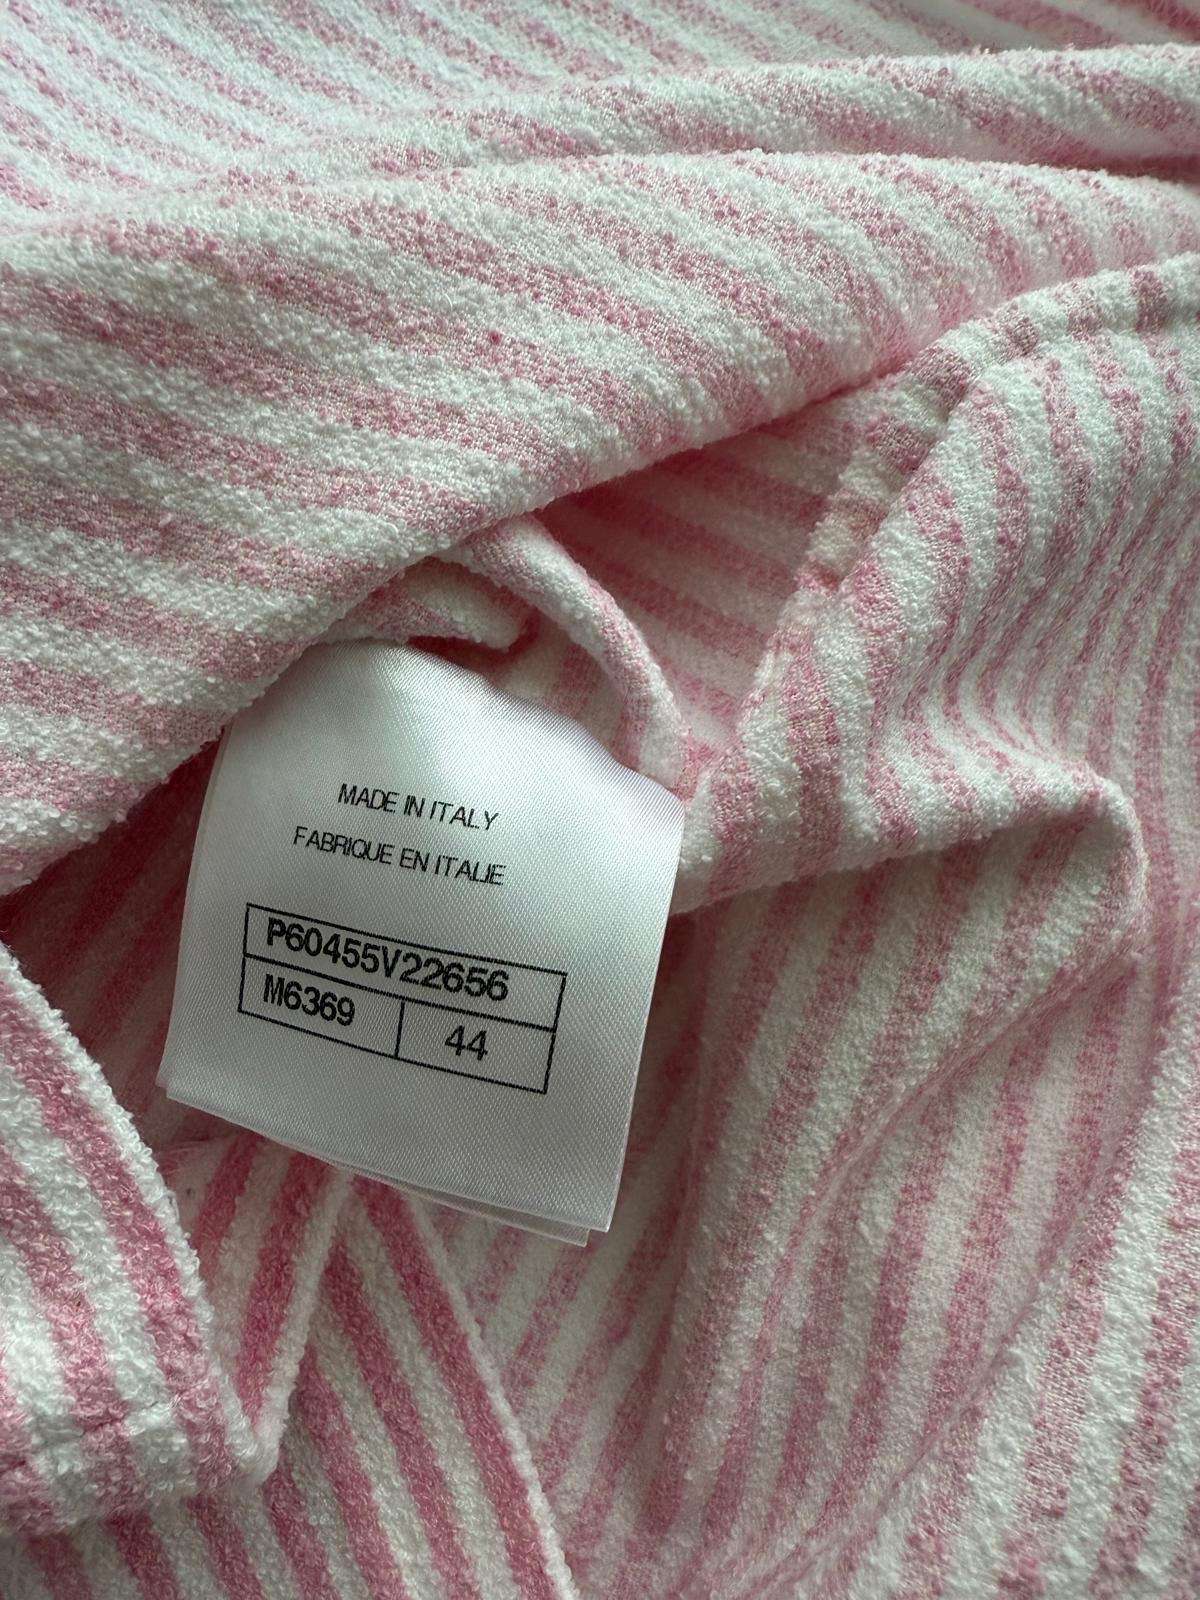 MADE IN ITALY
FABRIQUE EN ITALIE
P60455V22656
M6369 44